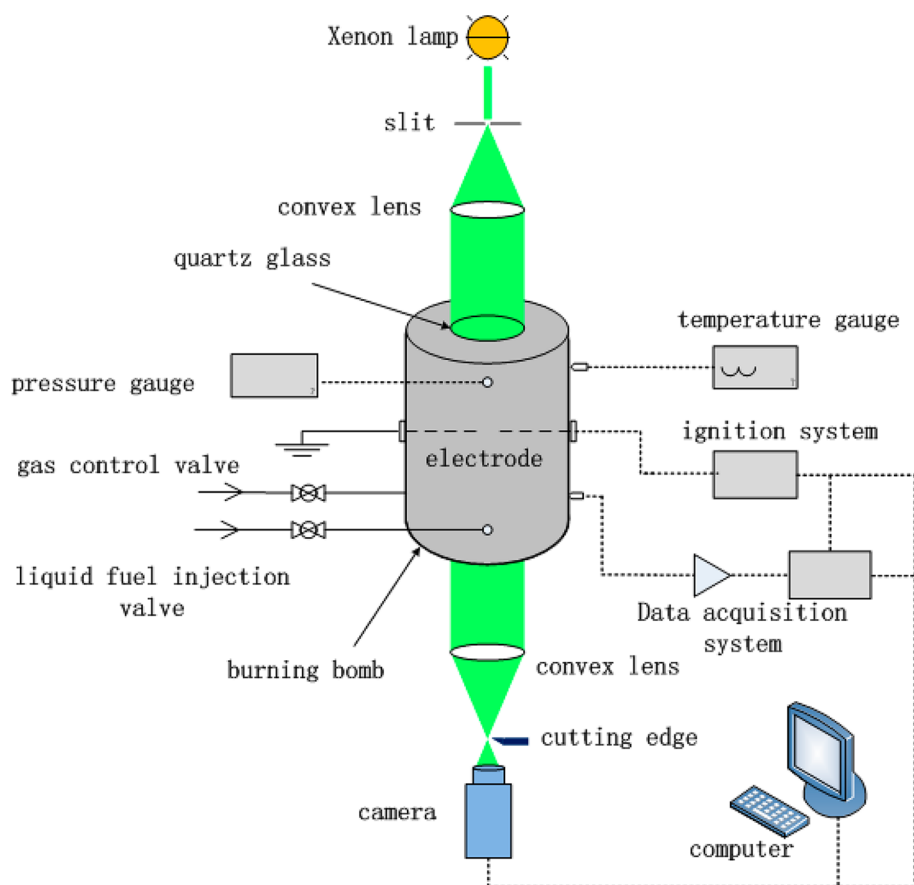 Xenon lamp
slit
convex lens
quartz glass
temperature gauge
pressure gauge
ignition system
electrode
gas control valve
liquid fuel injection
valve
Data acquisition
system
burning bomb
convex lens
cutting edge
camera
computer